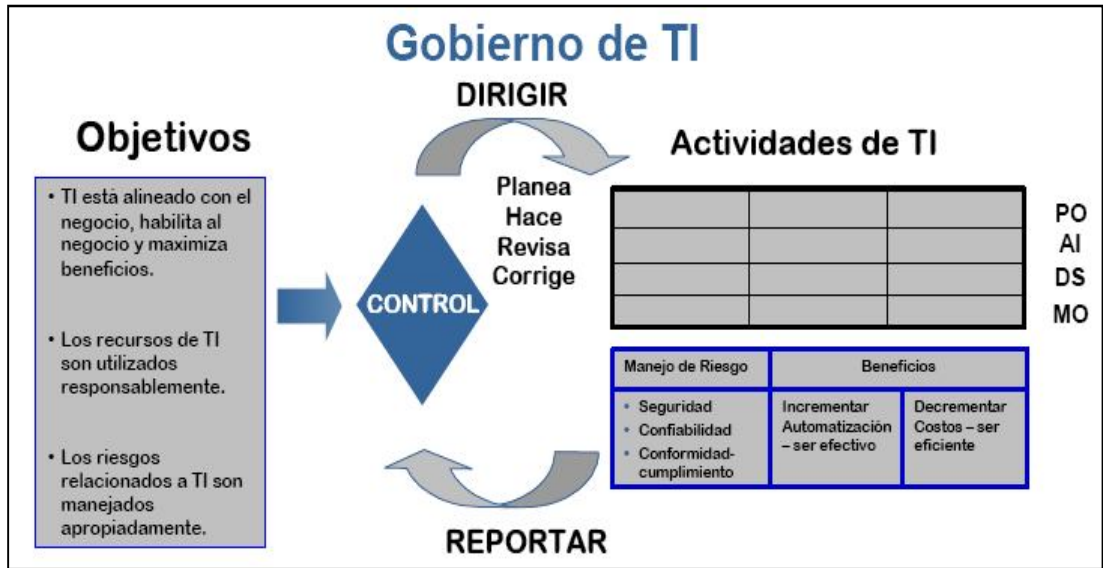 Gobierno de TI
DIRIGIR
Objetivos
• TI está alineado con el
negocio, habilita al
negocio y maximiza
beneficios.
• Los recursos de TI
son utilizados
responsablemente.
• Los riesgos
relacionados a TI son
manejados
apropiadamente.
CONTROL
Planea
Hace
Revisa
Corrige
Actividades de TI
PO
AI
DS
MO
Manejo de Riesgo
Beneficios
• Seguridad
• Confiabilidad
• Conformidad-
cumplimiento
Incrementar
Automatización
– ser efectivo
Decrementar
Costos – ser
eficiente
REPORTAR